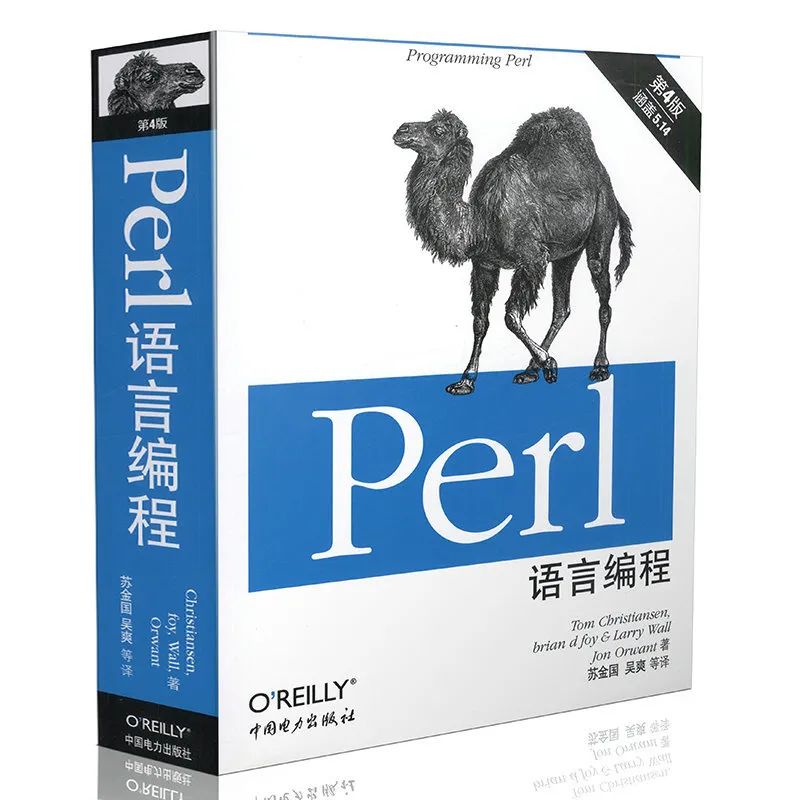 第4版
Perl语言编程
Christiansen,
foy, Wall, 著
Orwant
苏金国 吴爽 等译
O'REILLY®
中国电力出版社
Programming Perl
第4版
涵盖5.14
Perl
语言编程
Tom Christiansen,
brian d foy & Larry Wall
Jon Orwant 著
苏金国 吴爽 等译
O'REILLY®
中国电力出版社